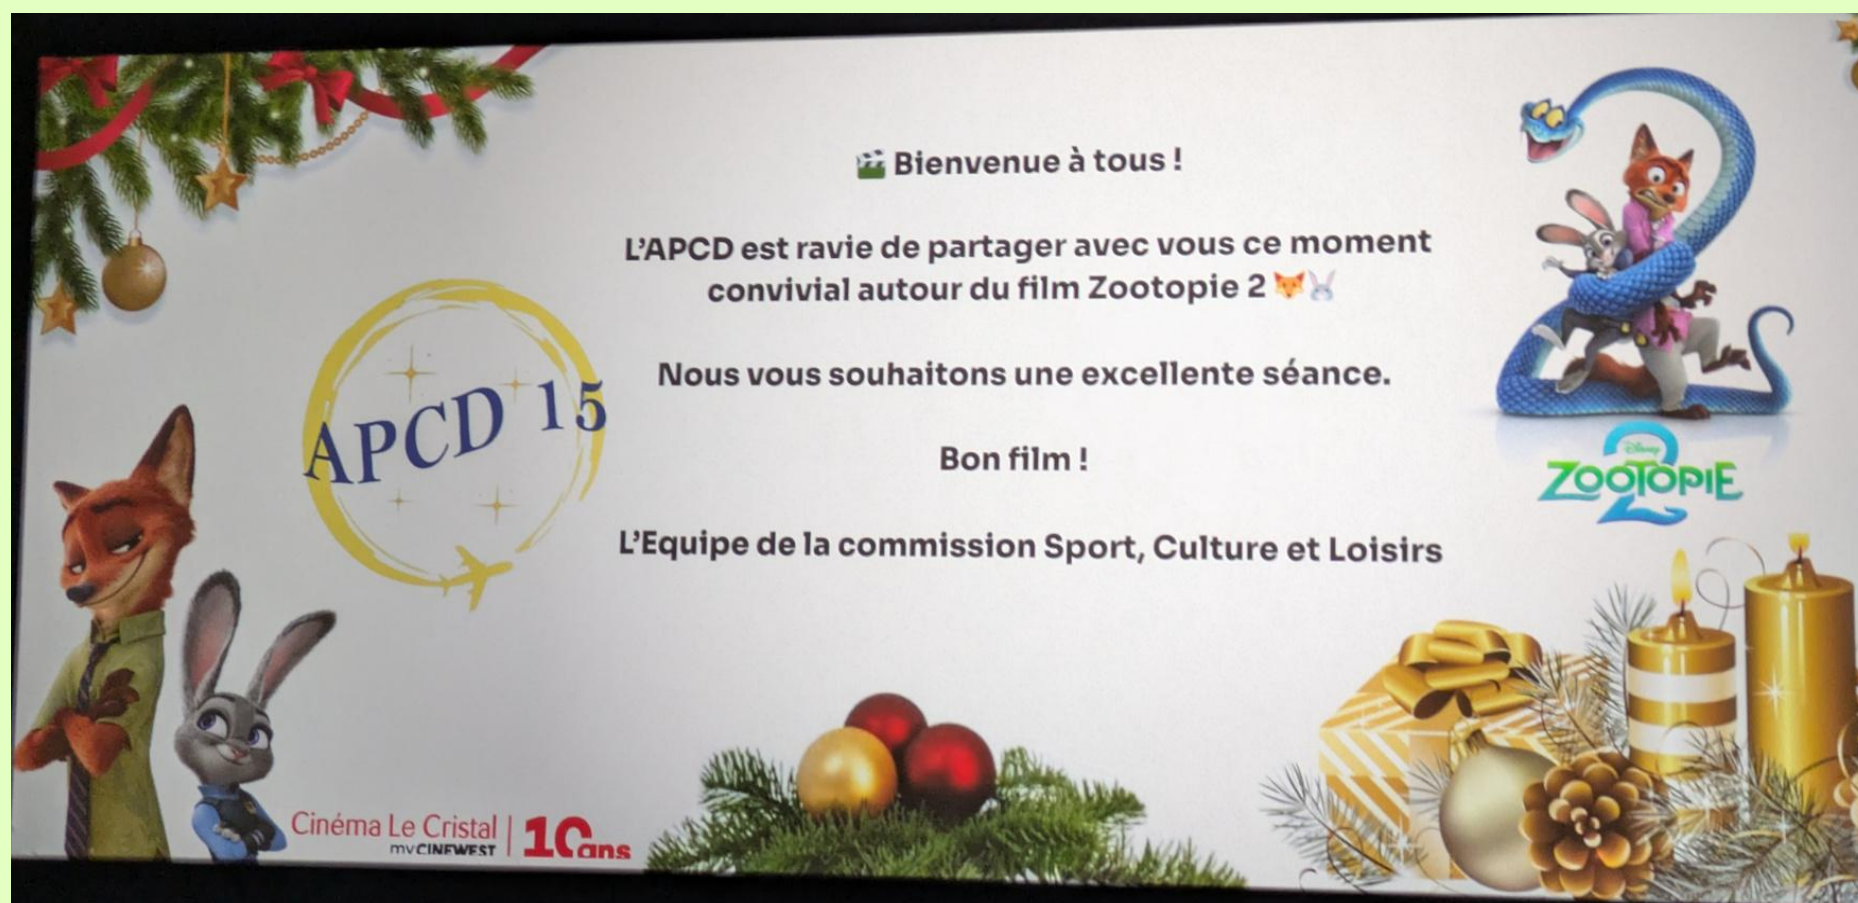 Bienvenue à tous !
L'APCD est ravie de partager avec vous ce moment
convivial autour du film Zootopie 2
Nous vous souhaitons une excellente séance.
Bon film !
L'Equipe de la commission Sport, Culture et Loisirs
APCD 15
Disney
ZOOTOPIE
2
Cinéma Le Cristal | 10ans
myCINEWEST